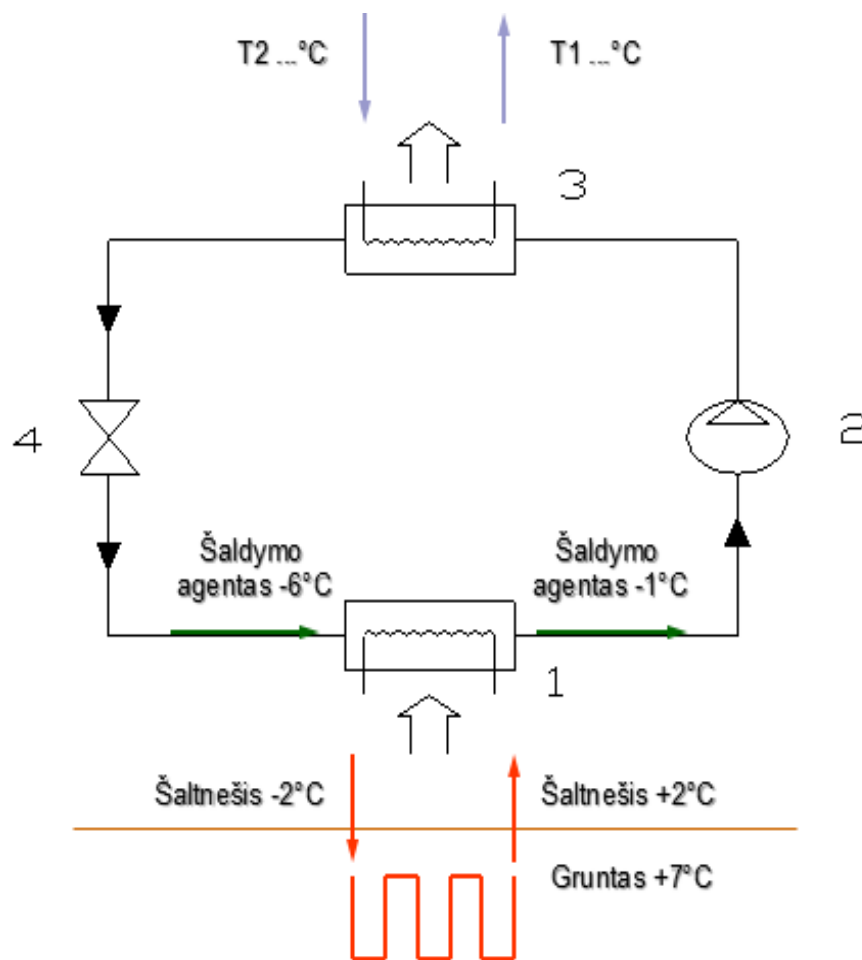 T2 ...°C
T1 ...°C
3
4
2
Šaldymo
agentas -6°C
Šaldymo
agentas -1°C
1
Šaltnešis -2°C
Šaltnešis +2°C
Gruntas +7°C